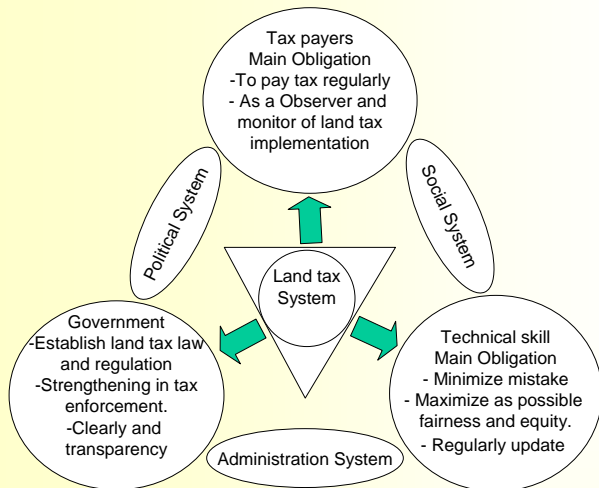 Tax payers
Main Obligation
-To pay tax regularly
- As a Observer and
monitor of land tax
implementation
Political System
Social System
Land tax
System
Government
-Establish land tax law
and regulation
-Strengthening in tax
enforcement.
-Clearly and
transparency
Technical skill
Main Obligation
- Minimize mistake
- Maximize as possible
fairness and equity.
- Regularly update
Administration System